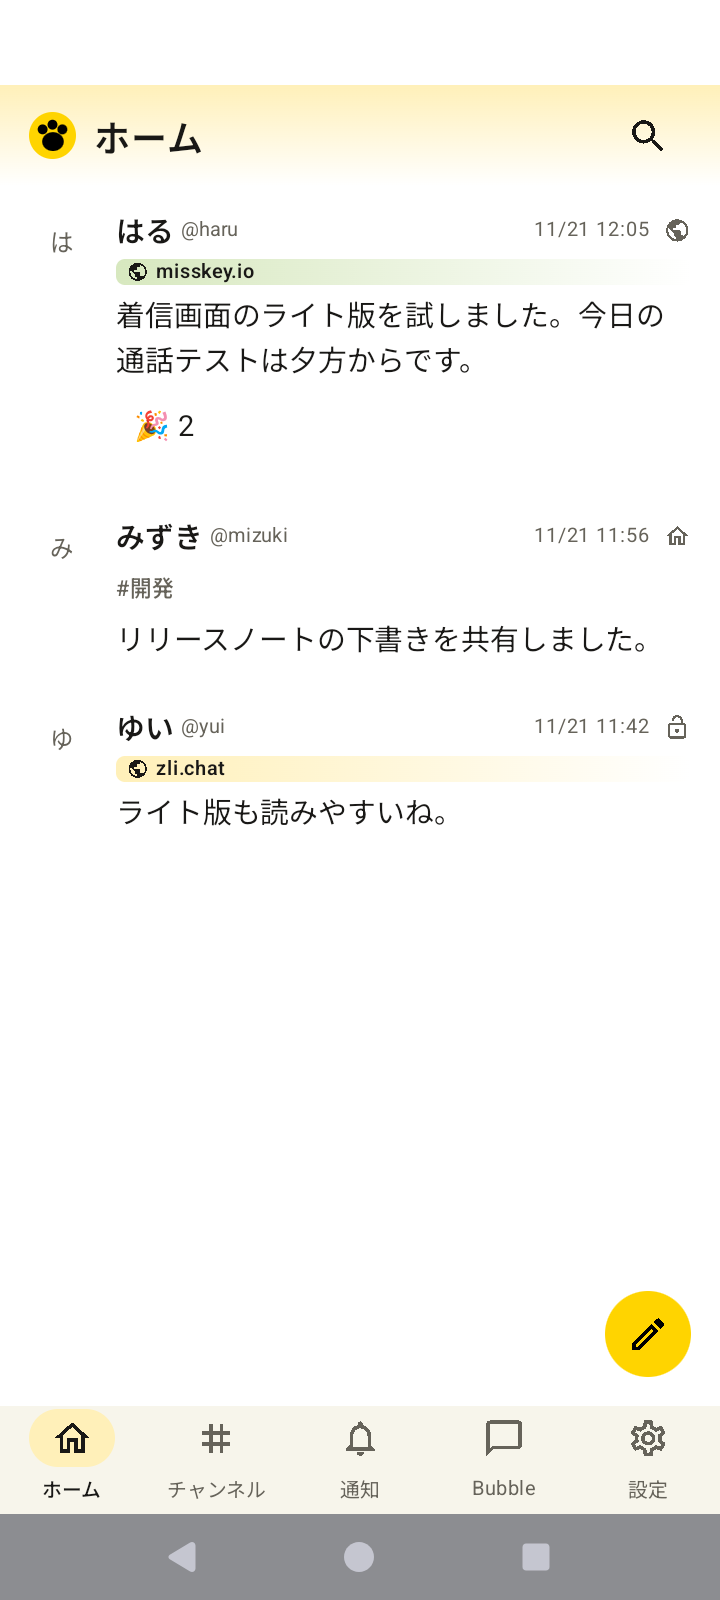 ホーム
は
はる @haru 11/21 12:05
misskey.io
着信画面のライト版を試しました。今日の
通話テストは夕方からです。
🎉 2
み
みずき @mizuki 11/21 11:56
#開発
リリースノートの下書きを共有しました。
ゆ
ゆい @yui 11/21 11:42
zli.chat
ライト版も読みやすいね。
ホーム チャンネル 通知 Bubble 設定